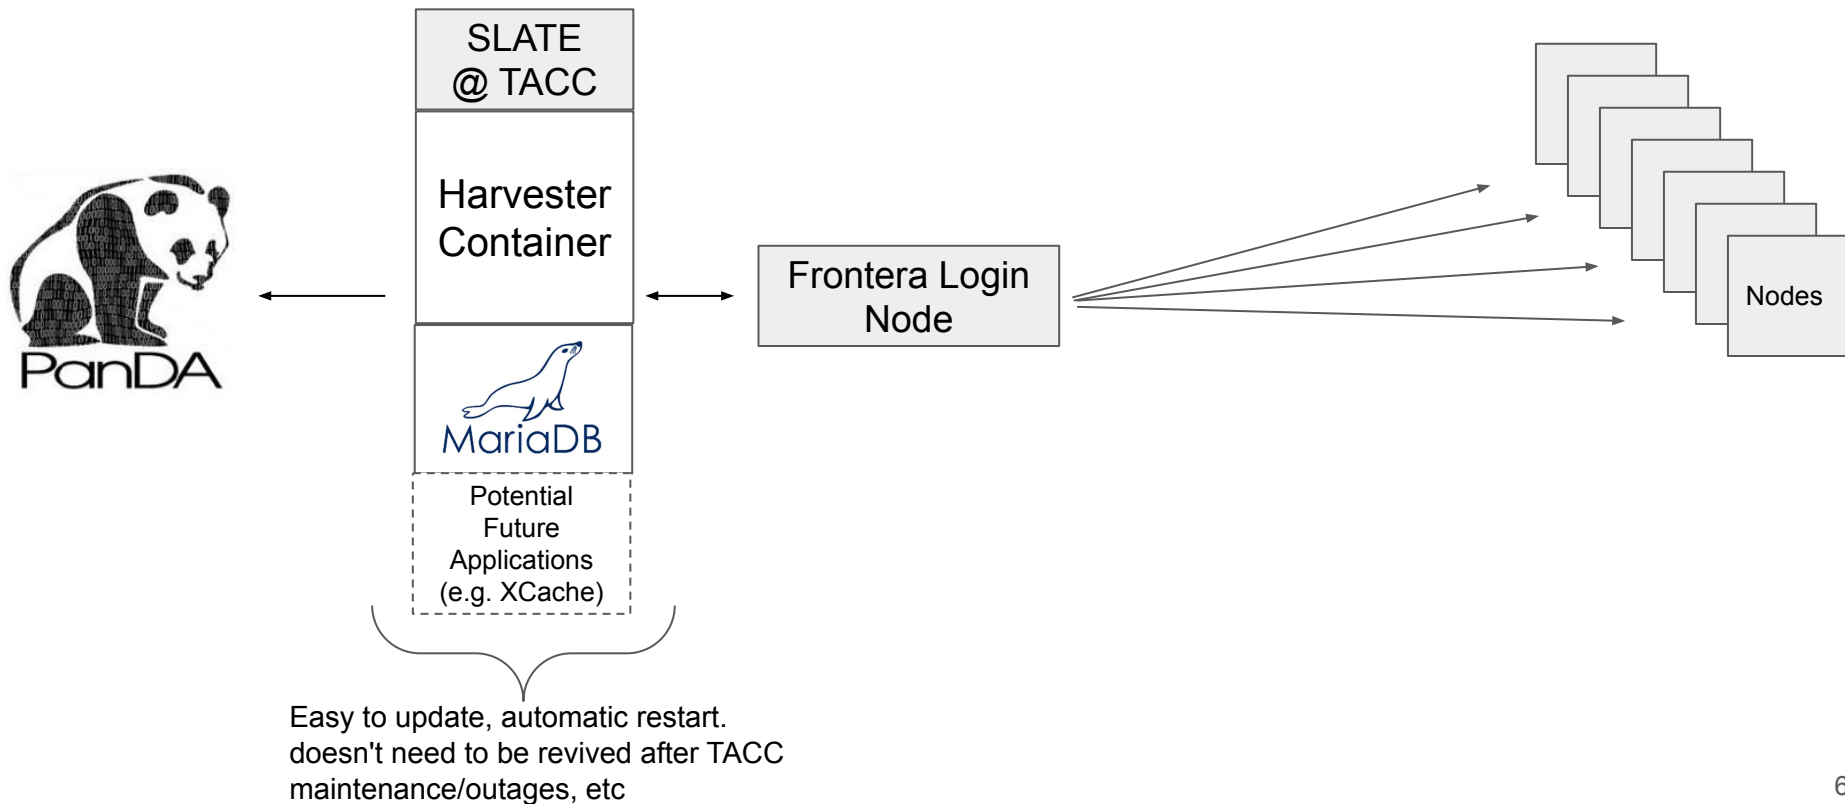 SLATE
@ TACC
Harvester
Container
PanDA
Frontera Login
Node
Nodes
MariaDB
Potential
Future
Applications
(e.g. XCache)
Easy to update, automatic restart.
doesn't need to be revived after TACC
maintenance/outages, etc
6